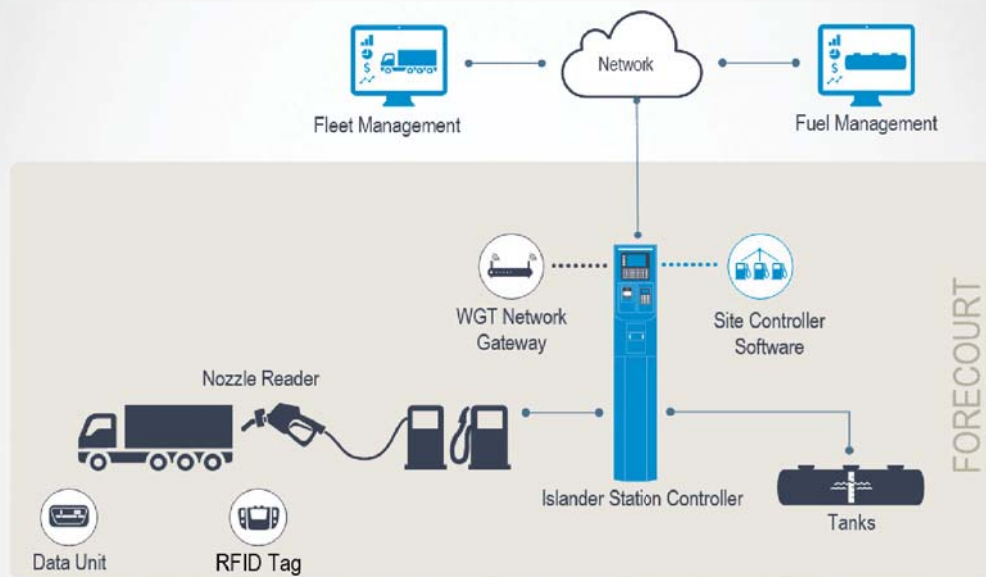 Network
Fleet Management
Fuel Management
WGT Network
Gateway
Site Controller
Software
Nozzle Reader
FORECOURT
Islander Station Controller
Tanks
Data Unit
RFID Tag